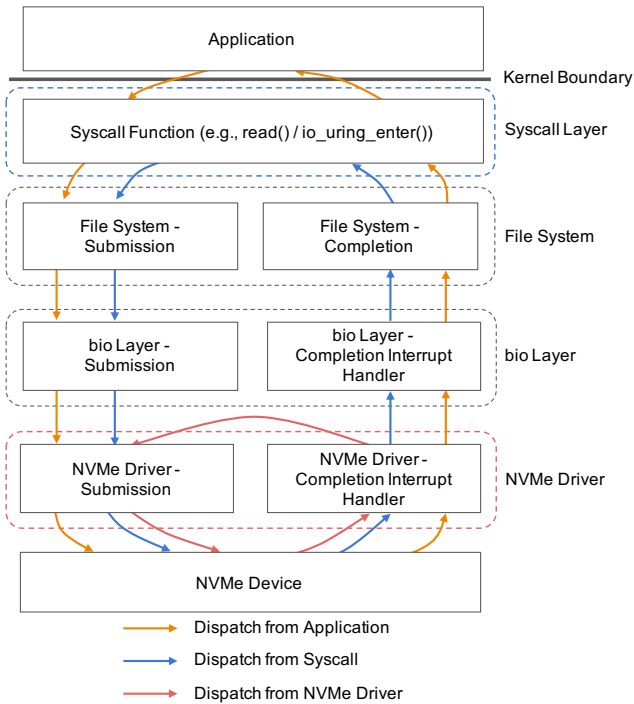 Application
Kernel Boundary
Syscall Function (e.g., read() / io_uring_enter())
Syscall Layer
File System -
Submission
File System -
Completion
File System
bio Layer -
Submission
bio Layer -
Completion Interrupt
Handler
bio Layer
NVMe Driver -
Submission
NVMe Driver -
Completion Interrupt
Handler
NVMe Driver
NVMe Device
Dispatch from Application
Dispatch from Syscall
Dispatch from NVMe Driver